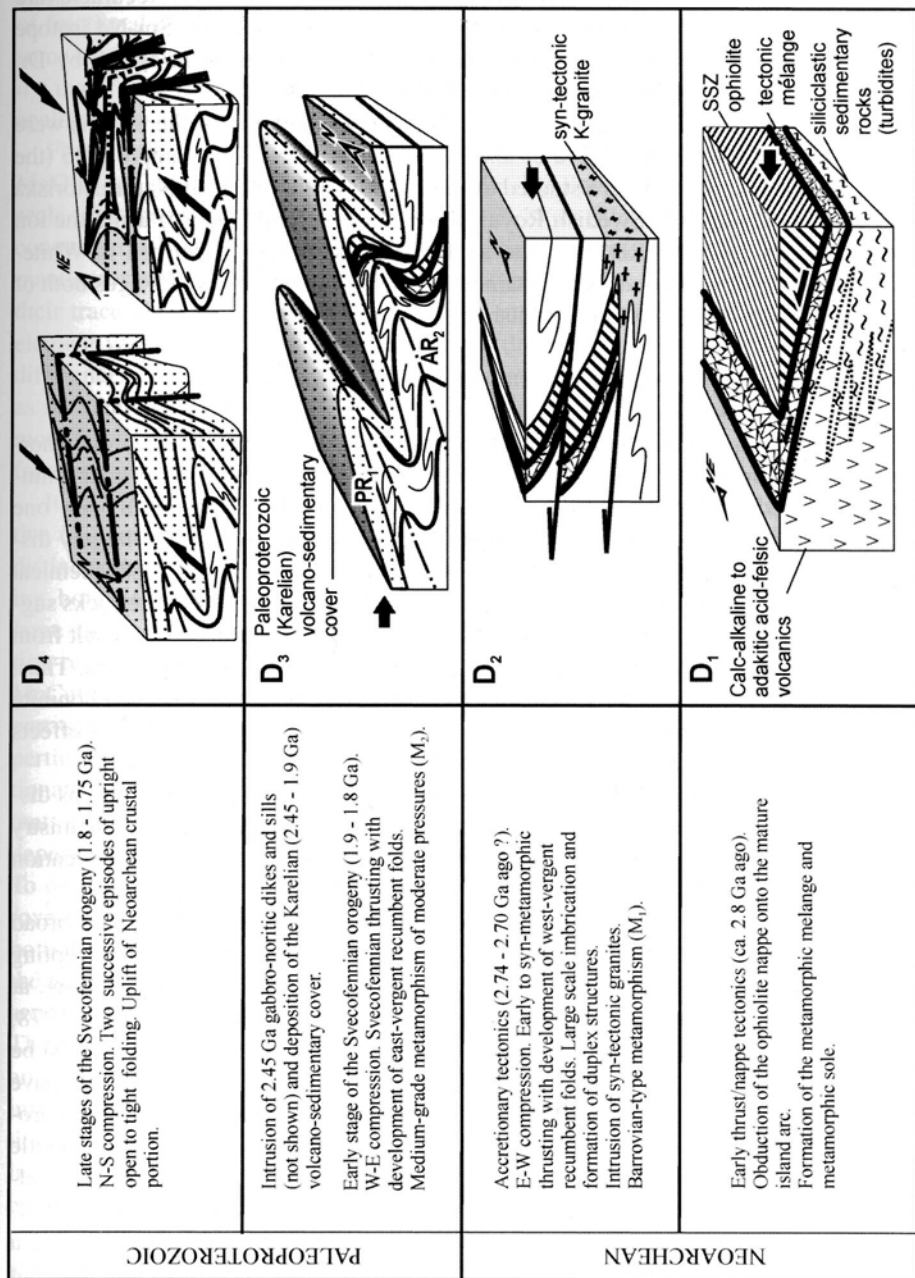 PALEOPROTEROZOIC
Late stages of the Svecofennian orogeny (1.8 - 1.75 Ga).
N-S compression. Two successive episodes of upright
open to tight folding. Uplift of Neoarchean crustal
portion.
D4
NE
Intrusion of 2.45 Ga gabbro-noritic dikes and sills
(not shown) and deposition of the Karelian (2.45 - 1.9 Ga)
volcano-sedimentary cover.
Early stage of the Svecofennian orogeny (1.9 - 1.8 Ga).
W-E compression. Svecofennian thrusting with
development of east-vergent recumbent folds.
Medium-grade metamorphism of moderate pressures (M2).
D3
Paleoproterozoic
(Karelian)
volcano-sedimentary
cover
PR1
AR2
N
NEOARCHEAN
Accretionary tectonics (2.74 - 2.70 Ga ago ?).
E-W compression. Early to syn-metamorphic
thrusting with development of west-vergent
recumbent folds. Large scale imbrication and
formation of duplex structures.
Intrusion of syn-tectonic granites.
Barrovian-type metamorphism (M1).
D2
N
syn-tectonic
K-granite
Early thrust/nappe tectonics (ca. 2.8 Ga ago).
Obduction of the ophiolite nappe onto the mature
island arc.
Formation of the metamorphic melange and
metamorphic sole.
D1
Calc-alkaline to
adakitic acid-felsic
volcanics
NE
SSZ
ophiolite
tectonic
mélange
siliciclastic
sedimentary
rocks
(turbidites)